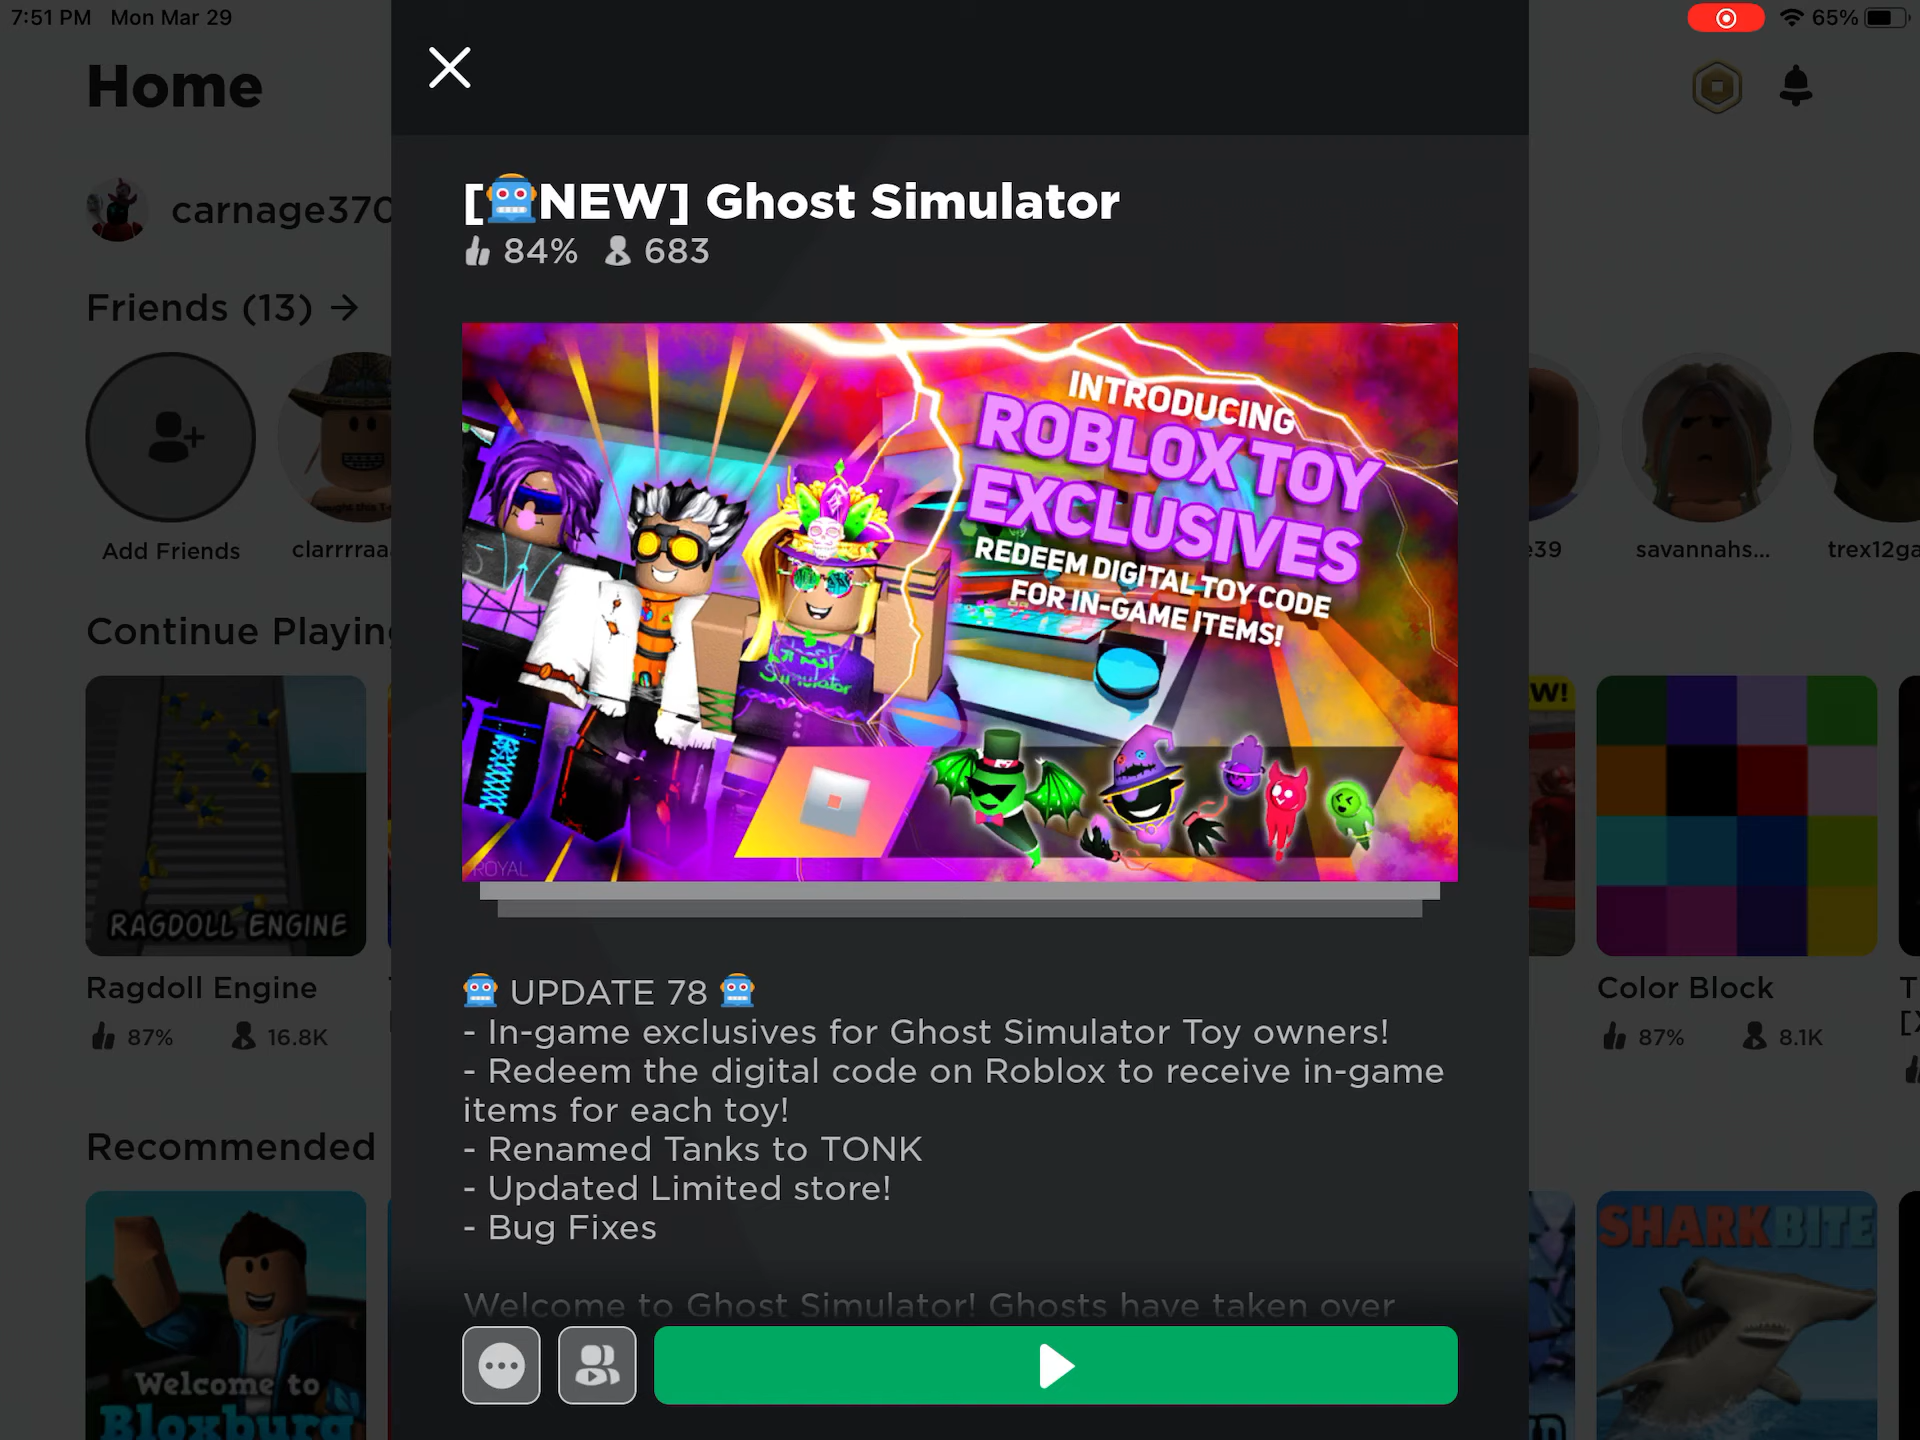 7:51 PM Mon Mar 29
65%
Home
carnage370
Friends (13) →
Add Friends
savannahs...
Continue Playing
RAGDOLL ENGINE
Ragdoll Engine
87% 16.8K
Recommended
Welcome to
Bloxburg
[🤖NEW] Ghost Simulator
84% 683
INTRODUCING
ROBLOX TOY
EXCLUSIVES
REDEEM DIGITAL TOY CODE
FOR IN-GAME ITEMS!
Simulator
ROYAL
🤖 UPDATE 78 🤖
- In-game exclusives for Ghost Simulator Toy owners!
- Redeem the digital code on Roblox to receive in-game
items for each toy!
- Renamed Tanks to TONK
- Updated Limited store!
- Bug Fixes
Welcome to Ghost Simulator! Ghosts have taken over
W!
Color Block
87% 8.1K
SHARKBITE